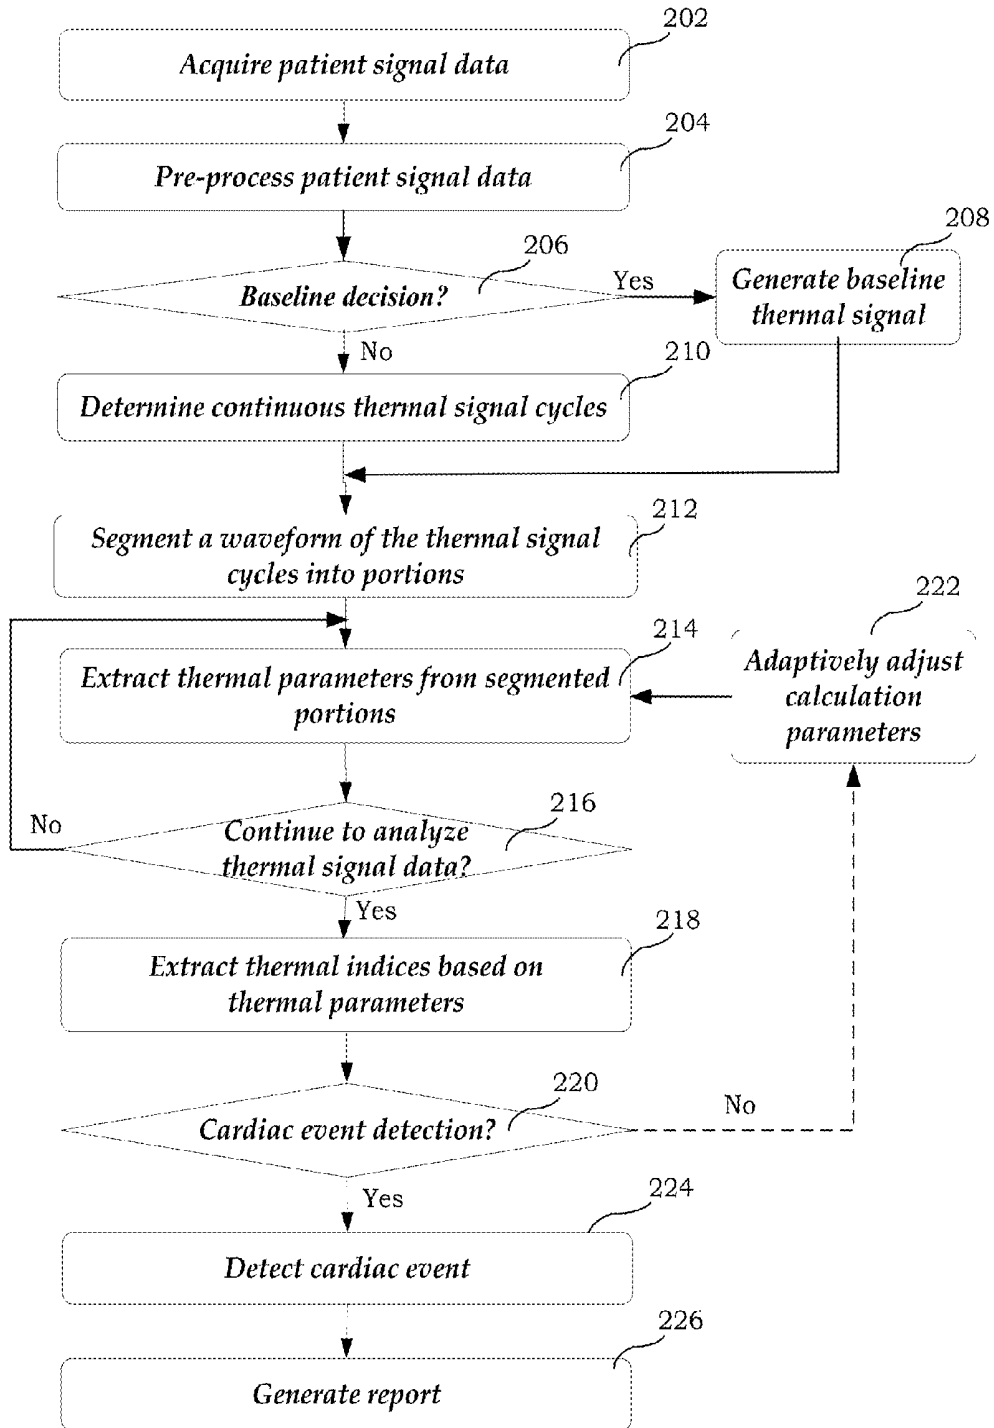 202
Acquire patient signal data
204
Pre-process patient signal data
206
208
Baseline decision?
Yes
Generate baseline
thermal signal
No
210
Determine continuous thermal signal cycles
212
Segment a waveform of the thermal signal
cycles into portions
222
214
Extract thermal parameters from segmented
portions
Adaptively adjust
calculation
parameters
No
216
Continue to analyze
thermal signal data?
Yes
218
Extract thermal indices based on
thermal parameters
220
Cardiac event detection?
No
Yes
224
Detect cardiac event
226
Generate report